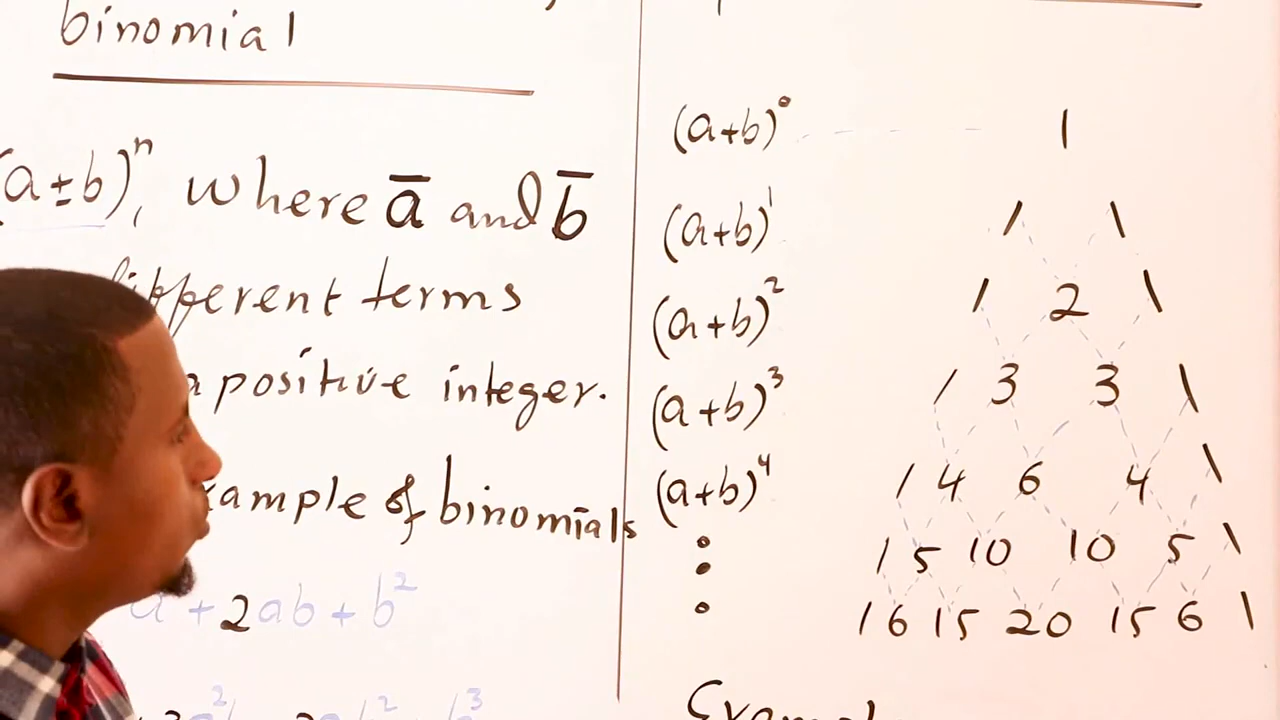 binomial
(a±b)ⁿ, where a̅ and b̅
different terms
a positive integer.
example of binomials
a + 2ab + b²
(a+b)⁰ 1
(a+b)¹ 1 1
(a+b)² 1 2 1
(a+b)³ 1 3 3 1
(a+b)⁴ 1 4 6 4 1
1 5 10 10 5 1
1 6 15 20 15 6 1